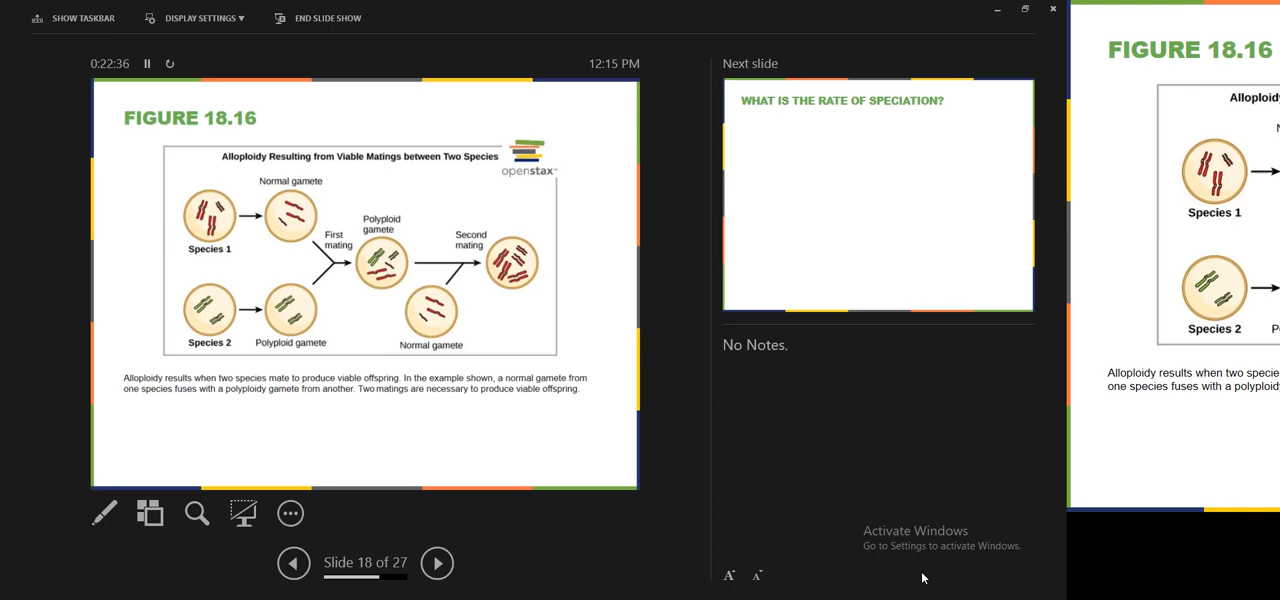 SHOW TASKBAR
DISPLAY SETTINGS ▼
END SLIDE SHOW
0:22:36
12:15 PM
FIGURE 18.16
Alloploidy Resulting from Viable Matings between Two Species
openstax™
Normal gamete
Species 1
First
mating
Polyploid
gamete
Second
mating
Species 2
Polyploid gamete
Normal gamete
Alloploidy results when two species mate to produce viable offspring. In the example shown, a normal gamete from
one species fuses with a polyploidy gamete from another. Two matings are necessary to produce viable offspring.
Slide 18 of 27
Next slide
WHAT IS THE RATE OF SPECIATION?
No Notes.
Activate Windows
Go to Settings to activate Windows.
A
A
FIGURE 18.16
Alloploidy
N
Species 1
Species 2
Po
Alloploidy results when two specie
one species fuses with a polyploidy